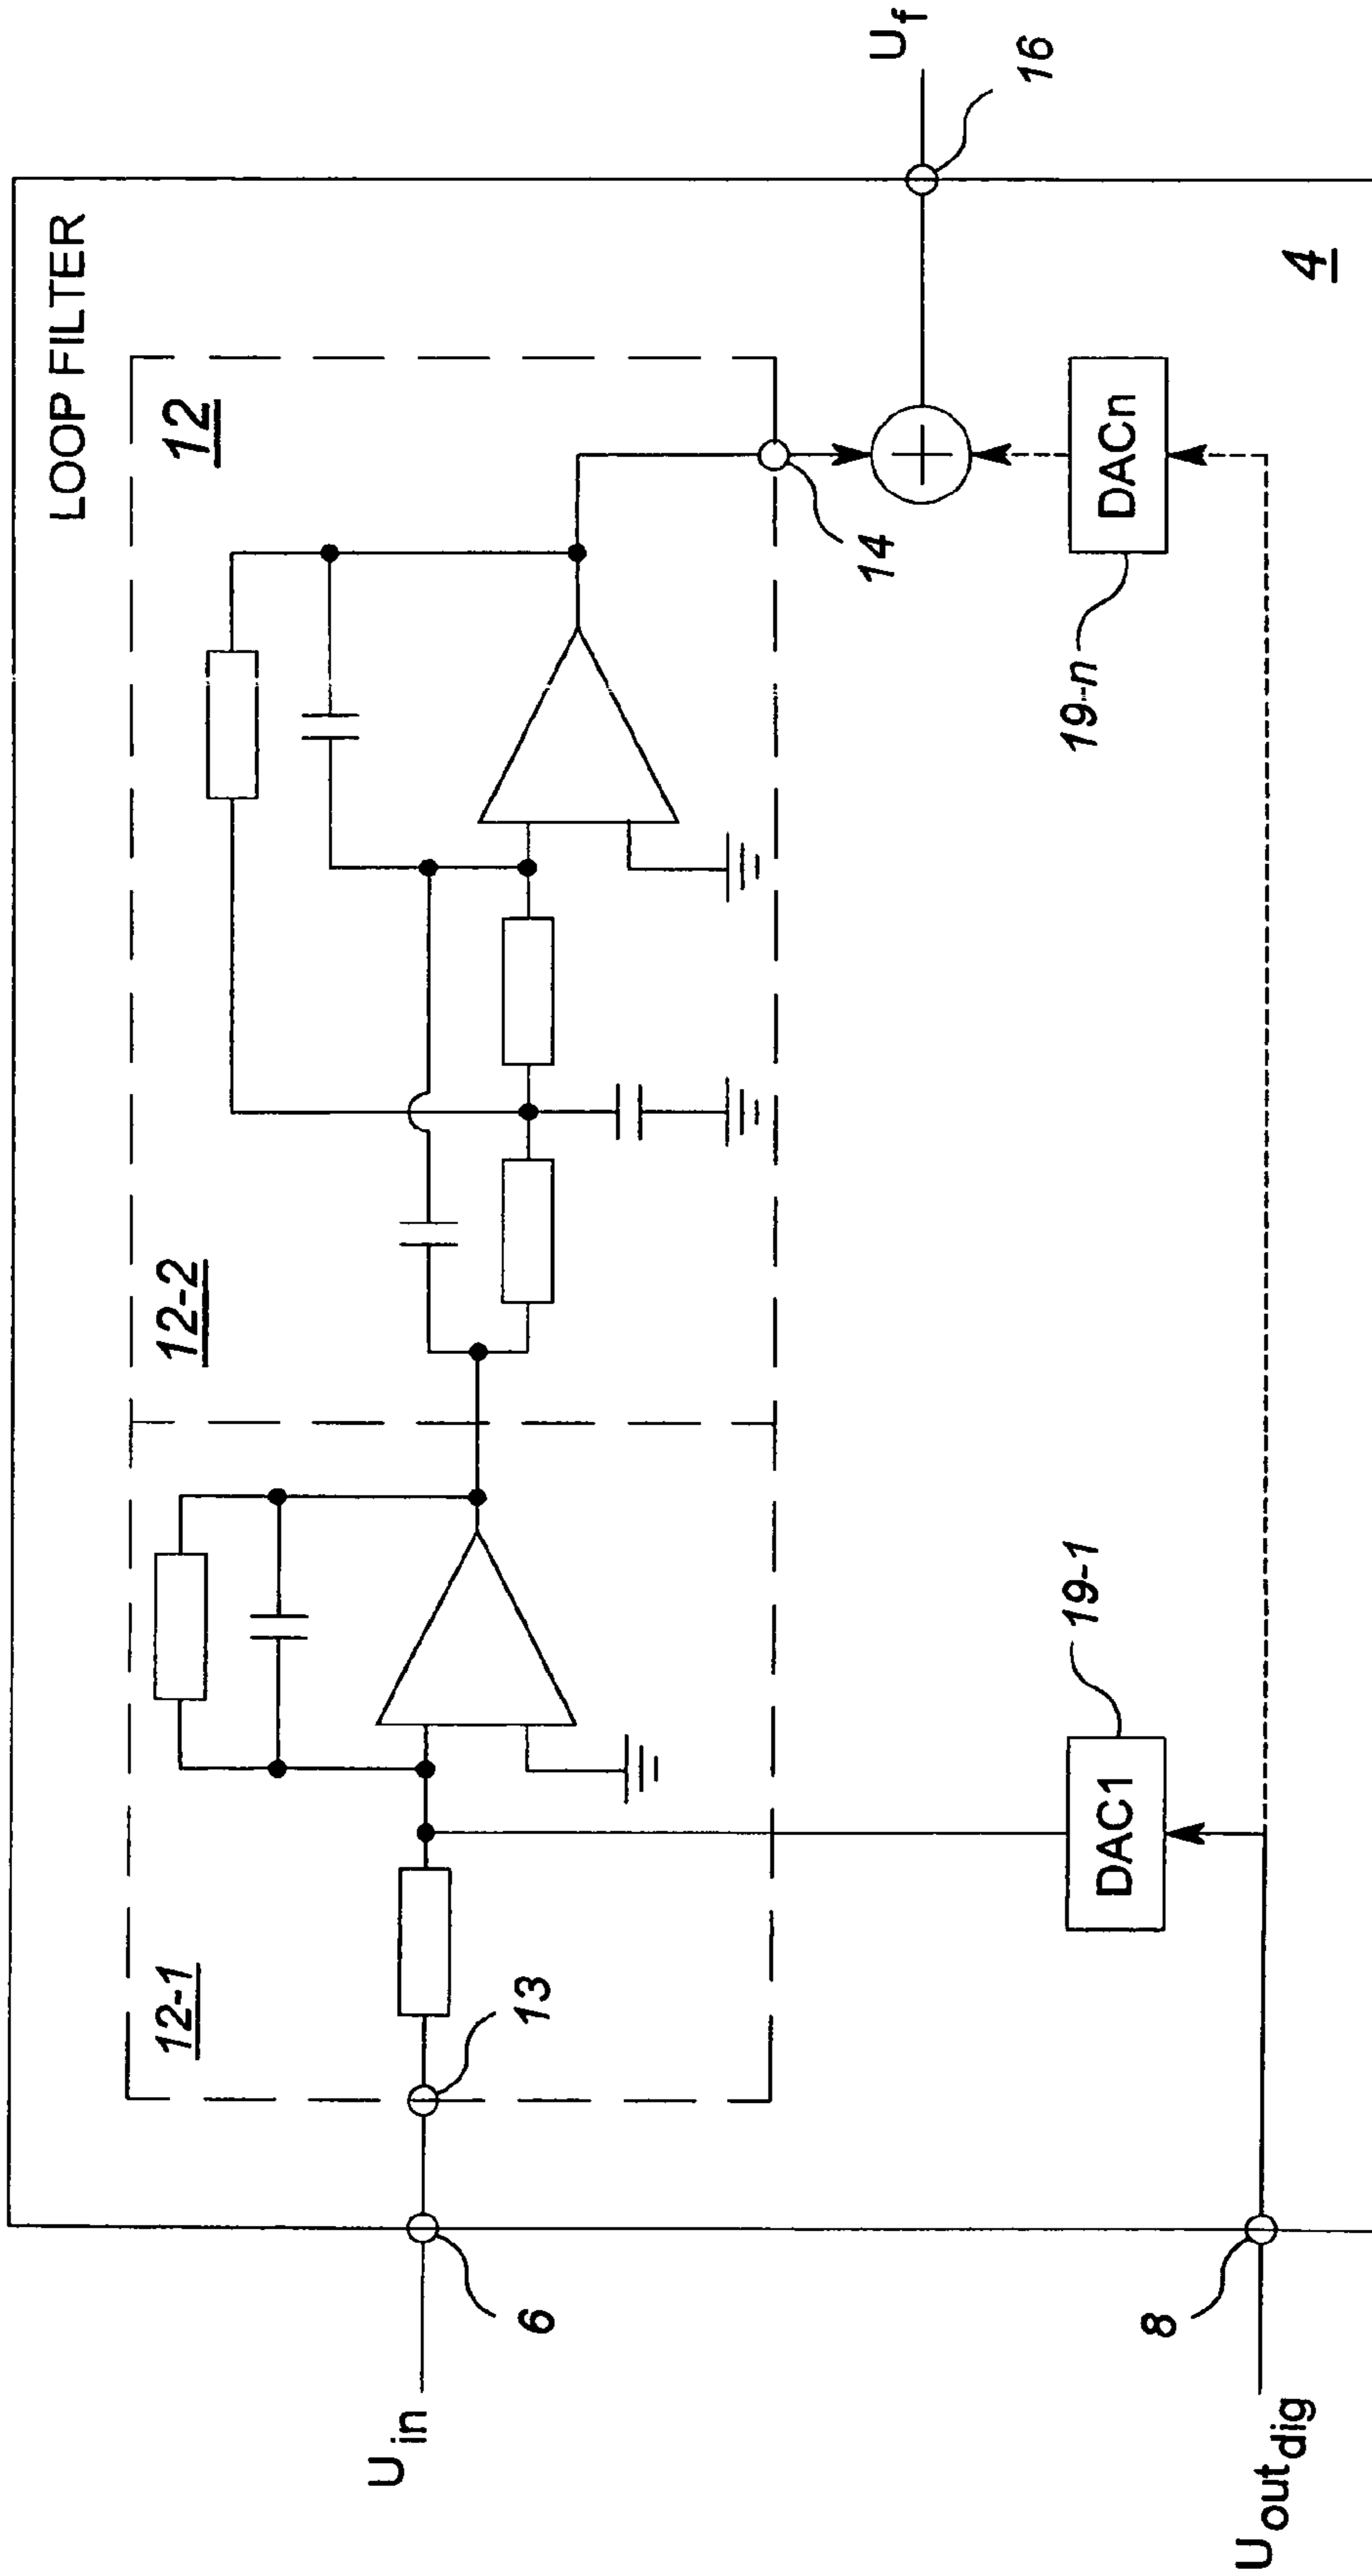 LOOP FILTER
12
12-1
12-2
U_in
6
13
14
U_f
16
19-1
DAC1
19-n
DACn
4
8
U_out_dig